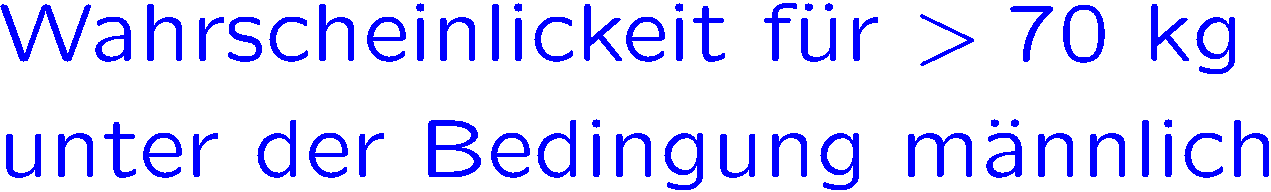 Wahrscheinlickeit für > 70 kg
unter der Bedingung männlich